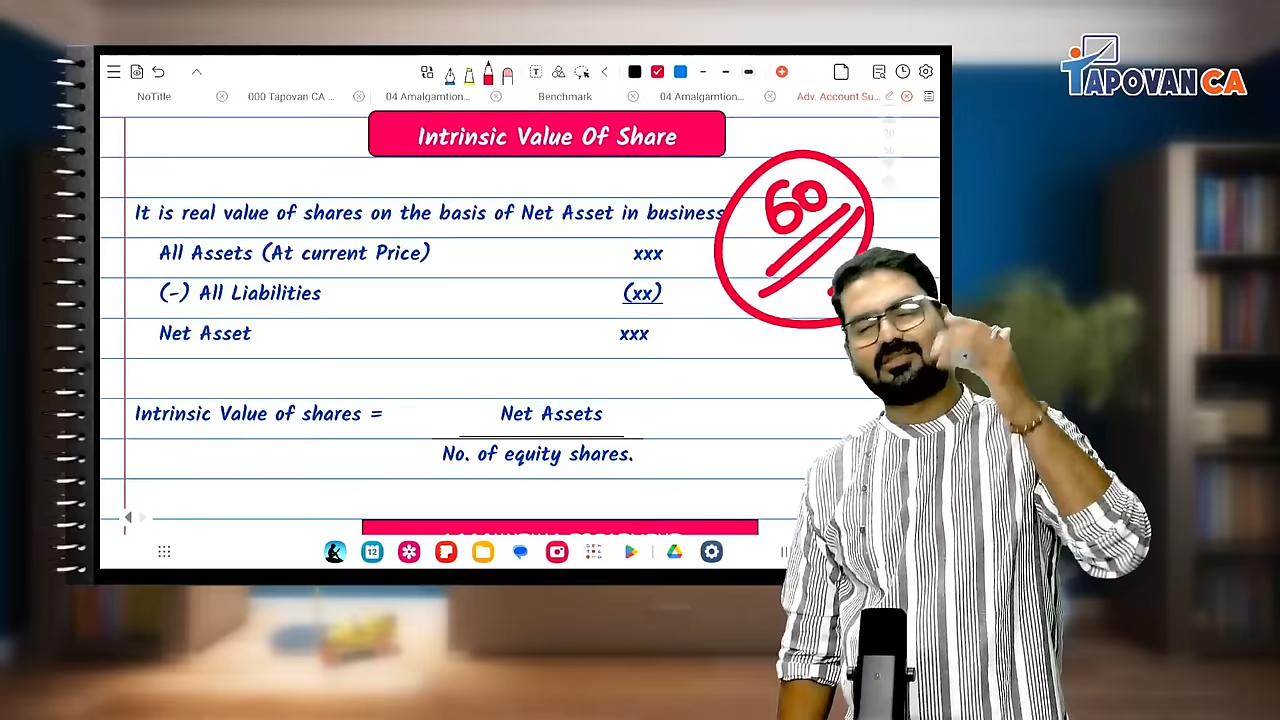 TAPOVAN CA
NoTitle
000 Tapovan CA ...
04 Amalgamtion...
Benchmark
04 Amalgamtion...
Adv. Account Su...
Intrinsic Value Of Share
60
It is real value of shares on the basis of Net Asset in business
All Assets (At current Price) xxx
(-) All Liabilities (xx)
Net Asset xxx
Intrinsic Value of shares = Net Assets
No. of equity shares.
12